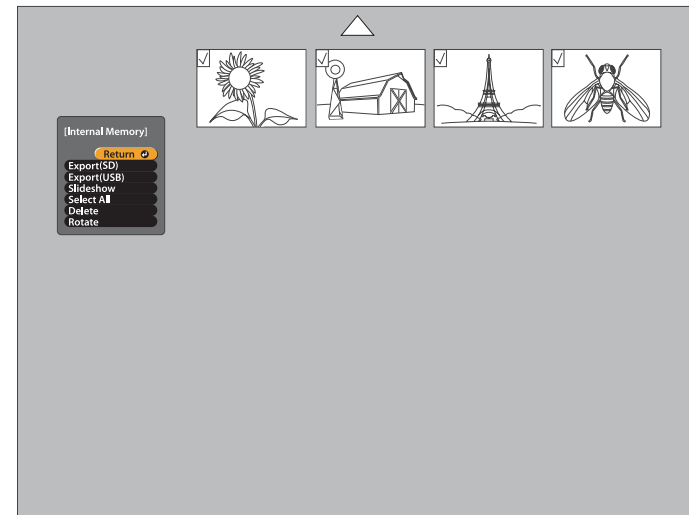 [Internal Memory]
Return
Export(SD)
Export(USB)
Slideshow
Select All
Delete
Rotate